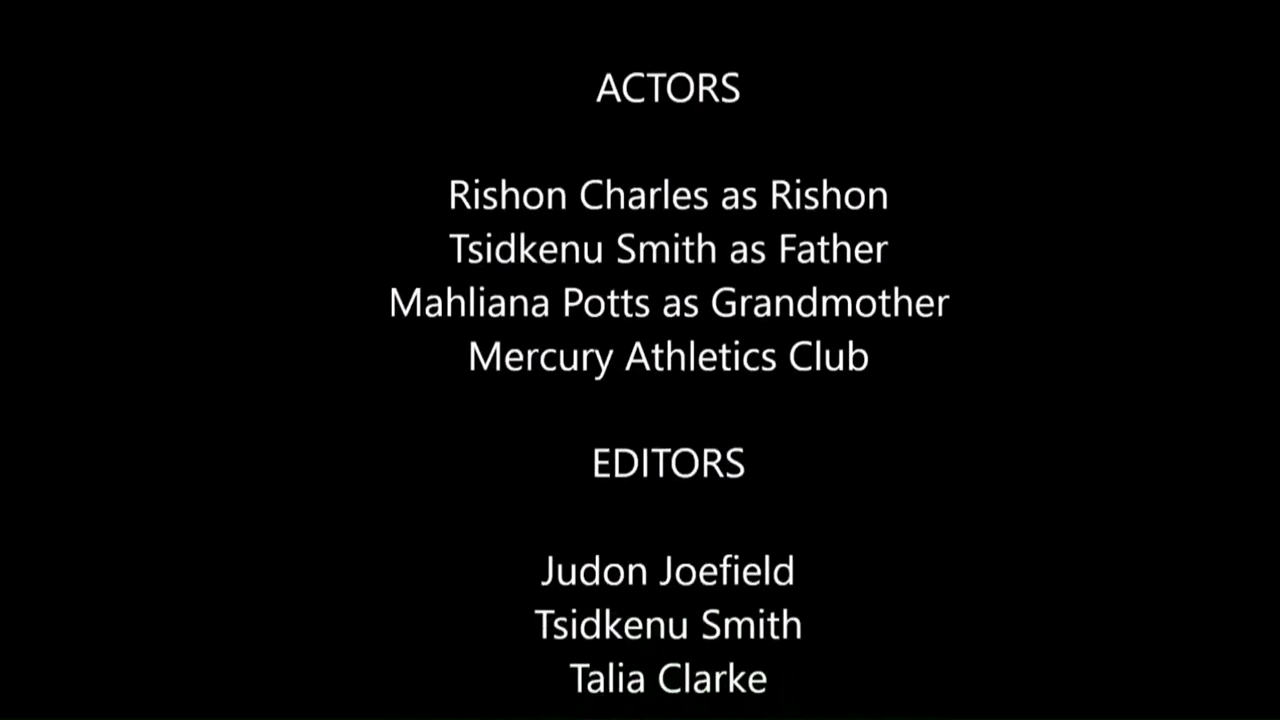 ACTORS
Rishon Charles as Rishon
Tsidkenu Smith as Father
Mahliana Potts as Grandmother
Mercury Athletics Club
EDITORS
Judon Joefield
Tsidkenu Smith
Talia Clarke